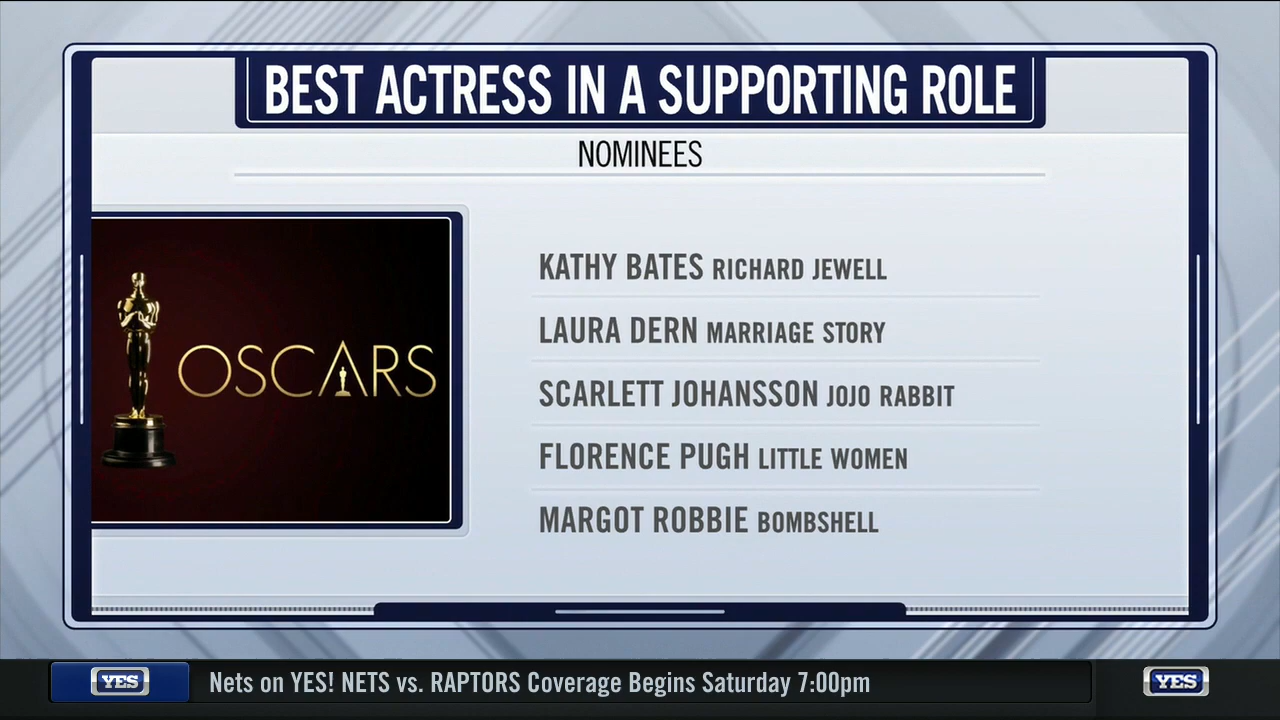 BEST ACTRESS IN A SUPPORTING ROLE
NOMINEES
OSCARS
KATHY BATES RICHARD JEWELL
LAURA DERN MARRIAGE STORY
SCARLETT JOHANSSON JOJO RABBIT
FLORENCE PUGH LITTLE WOMEN
MARGOT ROBBIE BOMBSHELL
YES Nets on YES! NETS vs. RAPTORS Coverage Begins Saturday 7:00pm YES